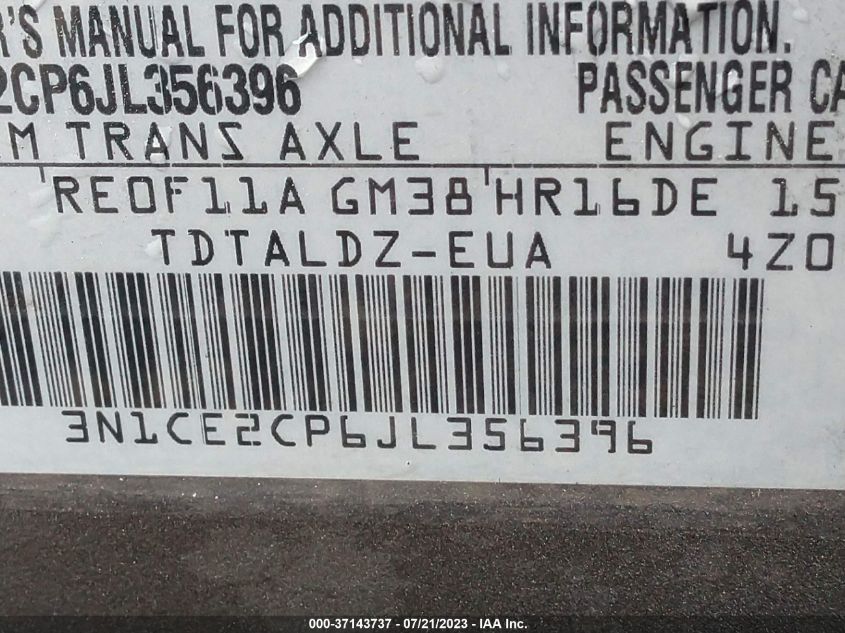 R'S MANUAL FOR ADDITIONAL INFORMATION.
2CP6JL356396 PASSENGER CA
M TRANS AXLE ENGINE
RE0F11A GM38 HR16DE 15
TDTALDZ-EUA 4Z0
3N1CE2CP6JL356396
000-37143737 - 07/21/2023 - IAA Inc.